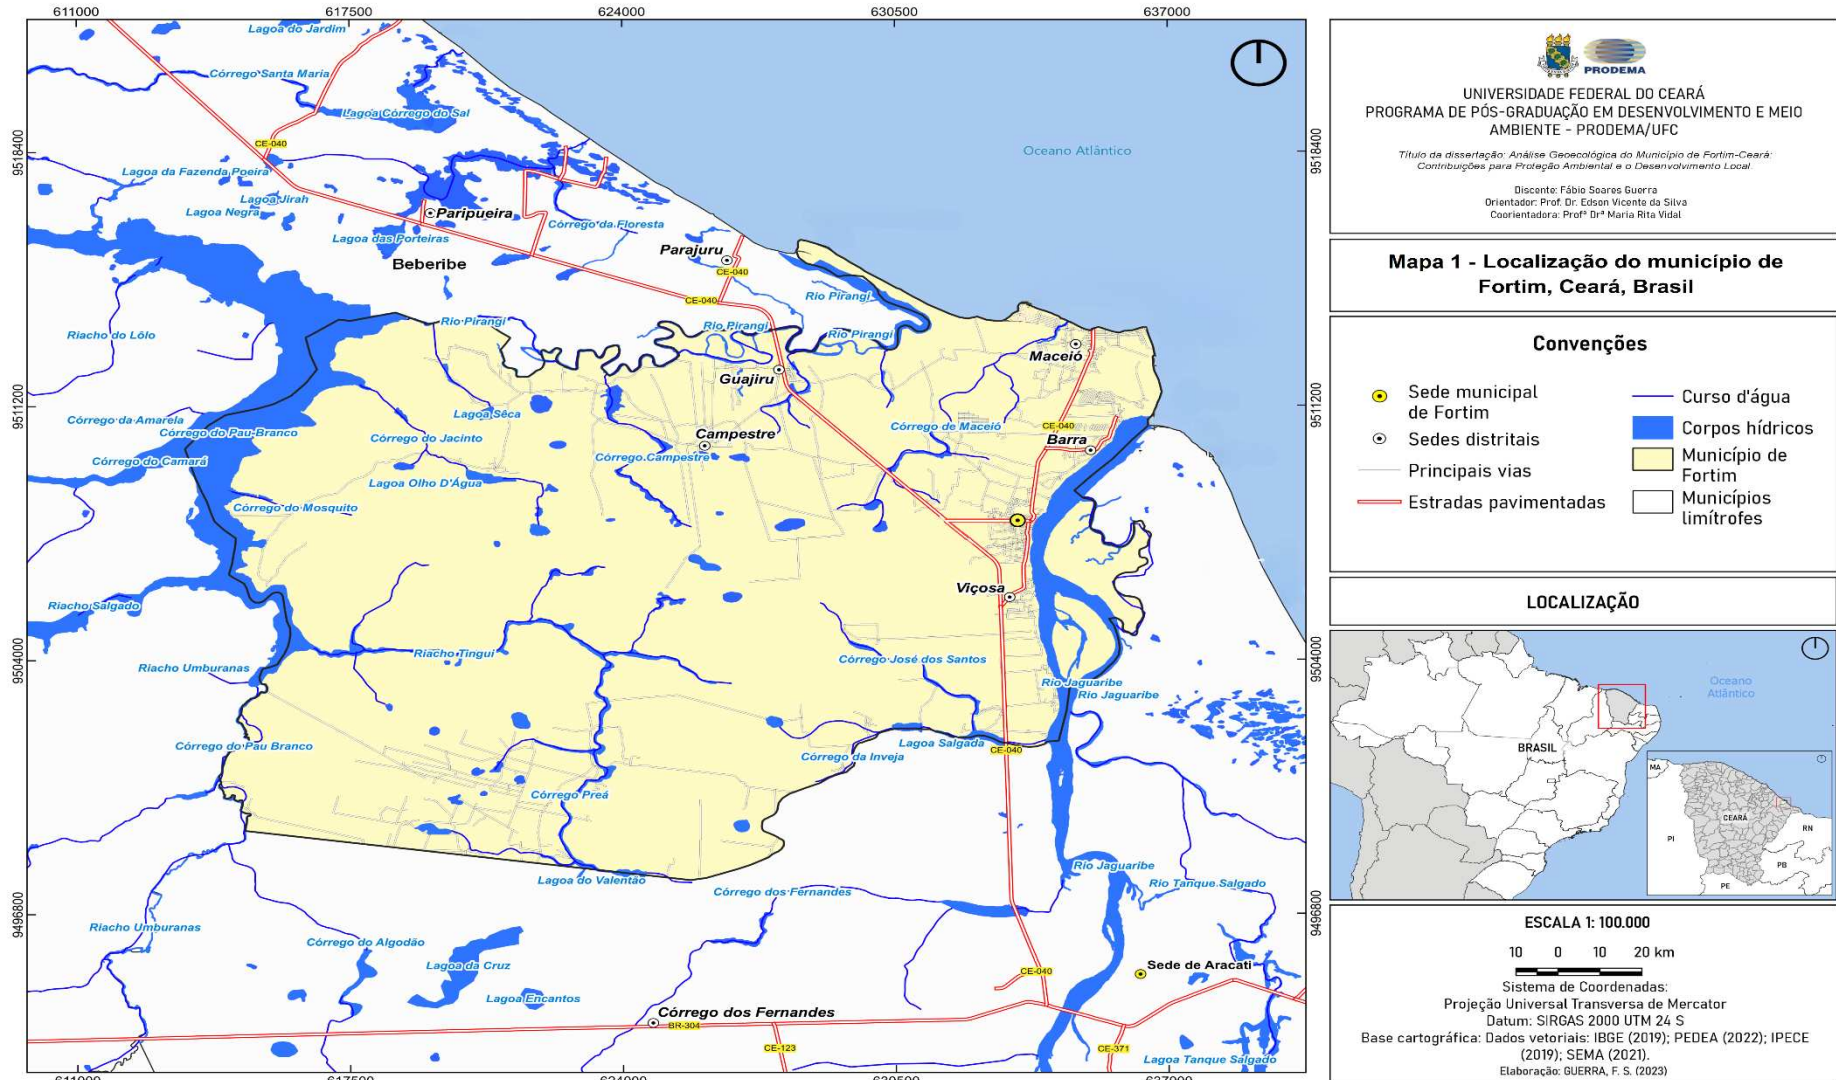 611000
617500
624000
630500
637000
9518400
9511200
9504000
9496800
9518400
9511200
9504000
9496800
Lagoa do Jardim
Córrego Santa Maria
Lagoa Córrego do Sal
CE-040
Lagoa da Fazenda Poeira
Lagoa Jirah
Lagoa Negra
Paripueira
Lagoa das Porteiras
Córrego da Floresta
Beberibe
Parajuru
CE-040
CE-040
Oceano Atlântico
Rio Pirangi
Rio Pirangi
Rio Pirangi
Rio Pirangi
Riacho do Lôlo
Maceió
Guajiru
Lagoa Sêca
Córrego da Amarela
Córrego do Pau Branco
Córrego do Jacinto
Campestre
Córrego de Maceió
CE-040
Barra
Córrego do Camará
Córrego Campestre
Lagoa Olho D'Água
Córrego do Mosquito
Viçosa
Riacho Salgado
Riacho Tingui
Córrego José dos Santos
Riacho Umburanas
Rio Jaguaribe
Rio Jaguaribe
Córrego do Pau Branco
Lagoa Salgada
CE-040
Córrego da Inveja
Córrego Preá
Rio Jaguaribe
Lagoa do Valentão
Córrego dos Fernandes
Rio Tanque Salgado
Riacho Umburanas
Córrego do Algodão
Lagoa da Cruz
Lagoa Encantos
CE-040
Sede de Aracati
Córrego dos Fernandes
BR-304
CE-123
CE-371
Lagoa Tanque Salgado
611000
617500
624000
630500
637000
PRODEMA
UNIVERSIDADE FEDERAL DO CEARÁ
PROGRAMA DE PÓS-GRADUAÇÃO EM DESENVOLVIMENTO E MEIO
AMBIENTE - PRODEMA/UFC
Título da dissertação: Análise Geoecológica do Município de Fortim-Ceará:
Contribuições para Proteção Ambiental e o Desenvolvimento Local
Discente: Fábio Soares Guerra
Orientador: Prof. Dr. Edson Vicente da Silva
Coorientadora: Profª Drª Maria Rita Vidal
Mapa 1 - Localização do município de
Fortim, Ceará, Brasil
Convenções
Sede municipal
de Fortim
Sedes distritais
Principais vias
Estradas pavimentadas
Curso d'água
Corpos hídricos
Município de
Fortim
Municípios
limítrofes
LOCALIZAÇÃO
Oceano
Atlântico
BRASIL
MA
CEARÁ
PI
RN
PB
PE
ESCALA 1: 100.000
10 0 10 20 km
Sistema de Coordenadas:
Projeção Universal Transversa de Mercator
Datum: SIRGAS 2000 UTM 24 S
Base cartográfica: Dados vetoriais: IBGE (2019); PEDEA (2022); IPECE
(2019); SEMA (2021).
Elaboração: GUERRA, F. S. (2023)